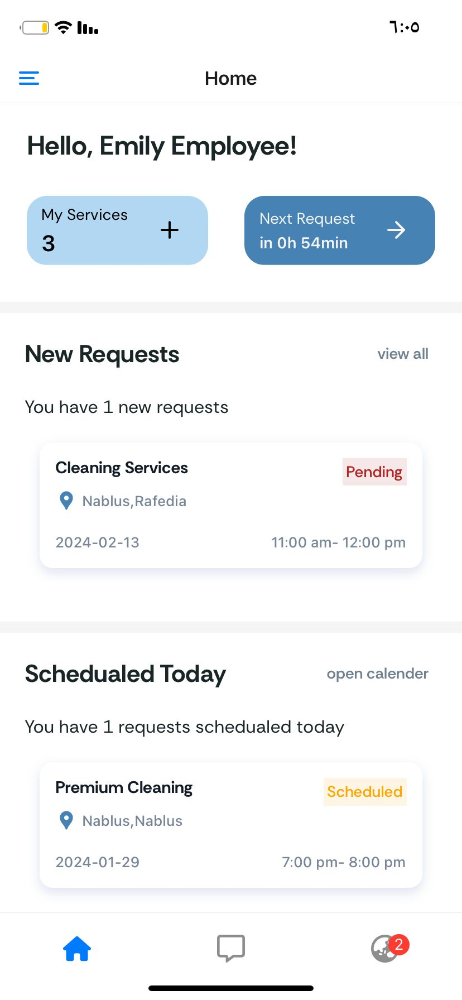 ٦:٠٥
Home
Hello, Emily Employee!
My Services
3
Next Request
in 0h 54min
New Requests
view all
You have 1 new requests
Cleaning Services
Pending
Nablus,Rafedia
2024-02-13
11:00 am- 12:00 pm
Schedualed Today
open calender
You have 1 requests schedualed today
Premium Cleaning
Scheduled
Nablus,Nablus
2024-01-29
7:00 pm- 8:00 pm
2